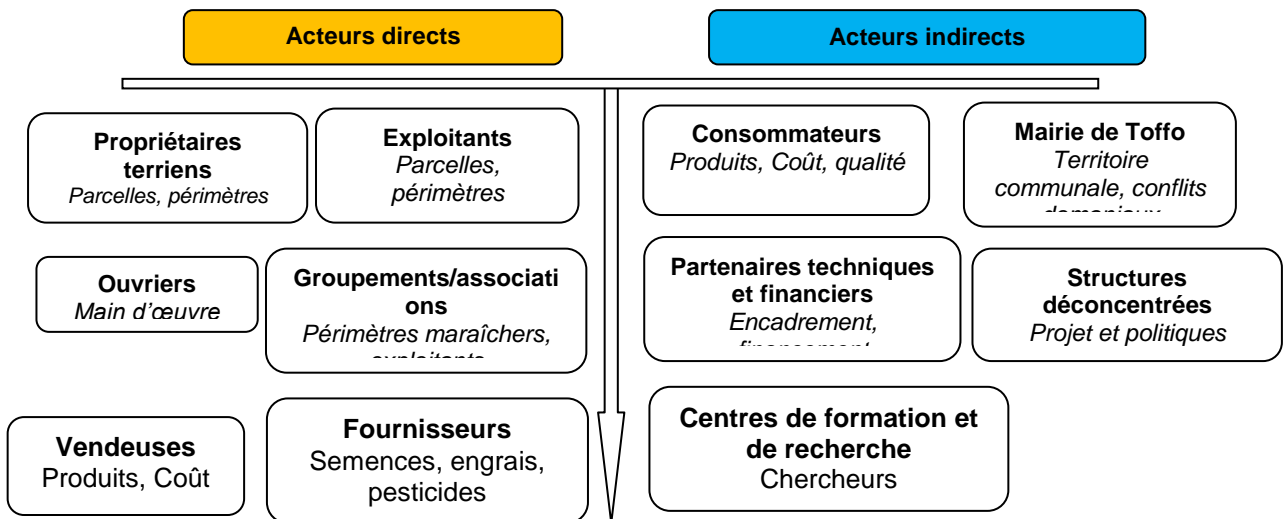 Acteurs directs
Acteurs indirects
Propriétaires
terriens
Parcelles, périmètres
Exploitants
Parcelles,
périmètres
Consommateurs
Produits, Coût, qualité
Mairie de Toffo
Territoire
communale, conflits
Ouvriers
Main d’œuvre
Groupements/associati
ons
Périmètres maraîchers,
Partenaires techniques
et financiers
Encadrement,
Structures
déconcentrées
Projet et politiques
Vendeuses
Produits, Coût
Fournisseurs
Semences, engrais,
pesticides
Centres de formation et
de recherche
Chercheurs